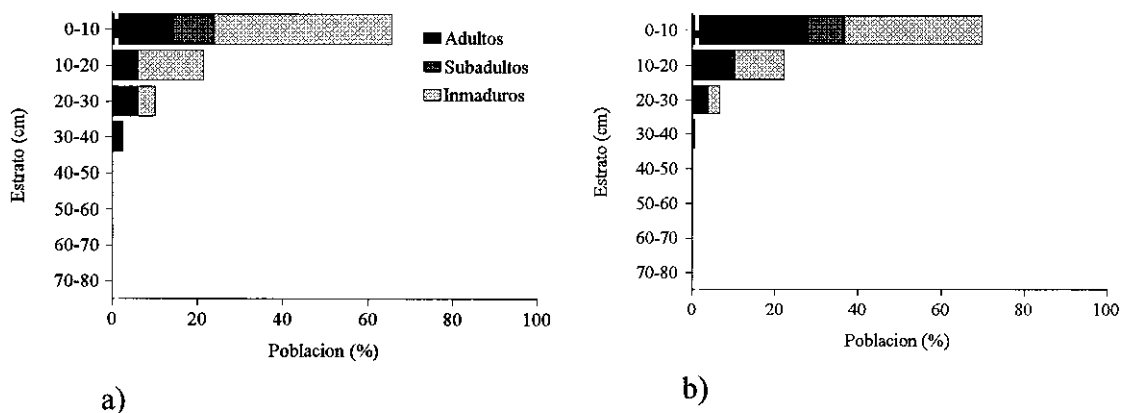 Estrato (cm)
0-10
10-20
20-30
30-40
40-50
50-60
60-70
70-80
0 20 40 60 80 100
Poblacion (%)
Adultos
Subadultos
Inmaduros
a)
Estrato (cm)
0-10
10-20
20-30
30-40
40-50
50-60
60-70
70-80
0 20 40 60 80 100
Poblacion (%)
b)